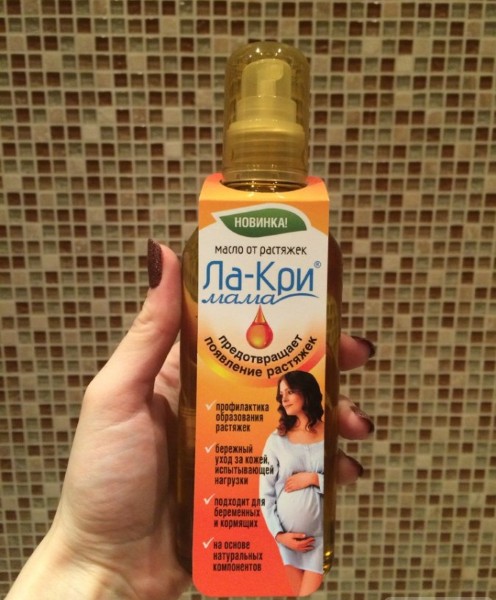 НОВИНКА!
масло от растяжек
Ла-Кри®
мама
предотвращает
появление растяжек
профилактика
образования
растяжек
бережный
уход за кожей,
испытывающей
нагрузки
подходит для
беременных
и кормящих
на основе
натуральных
компонентов